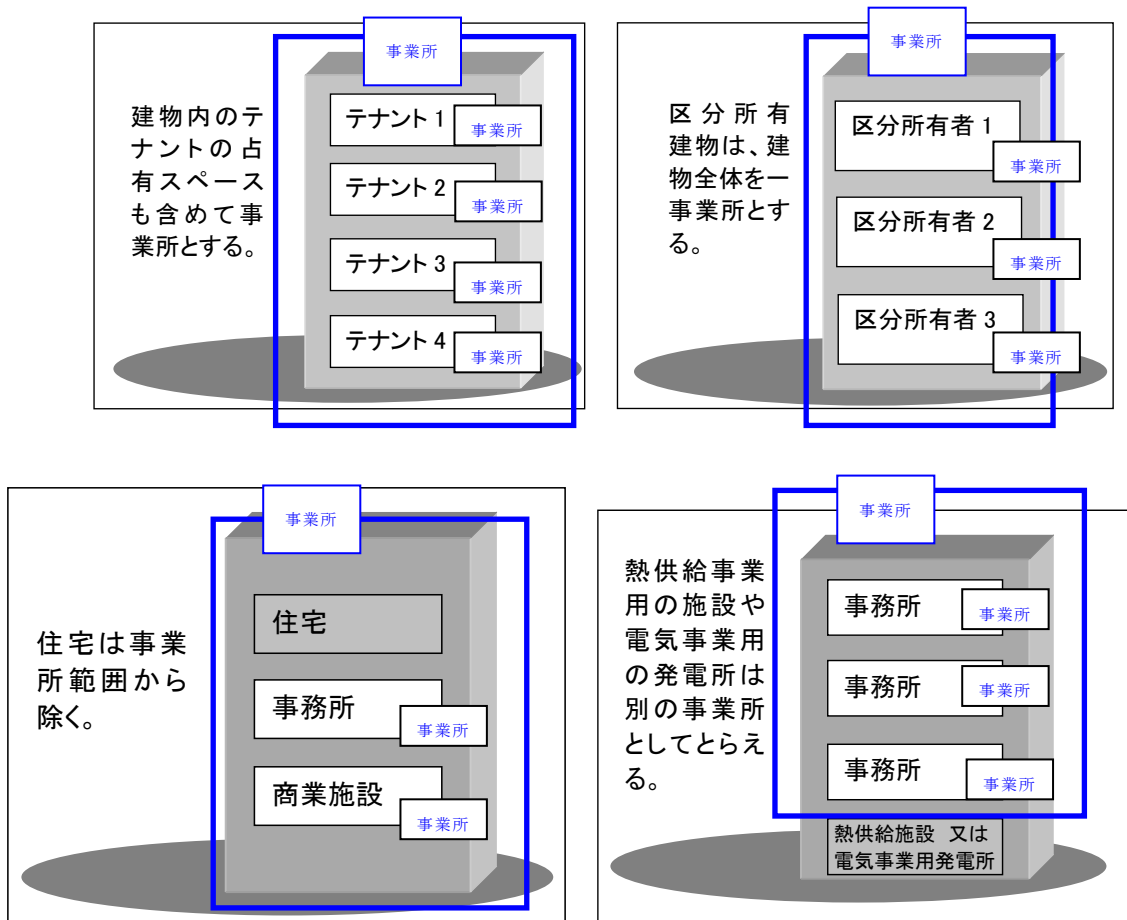 事業所
建物内のテ
ナントの占
有スペース
も含めて事
業所とする。
テナント 1
事業所
テナント 2
事業所
テナント 3
事業所
テナント 4
事業所
事業所
区分所有
建物は、建
物全体を一
事業所とす
る。
区分所有者 1
事業所
区分所有者 2
事業所
区分所有者 3
事業所
事業所
住宅は事業
所範囲から
除く。
住宅
事務所
事業所
商業施設
事業所
事業所
熱供給事業
用の施設や
電気事業用
の発電所は
別の事業所
としてとらえ
る。
事務所
事業所
事務所
事業所
事務所
事業所
熱供給施設 又は
電気事業用発電所